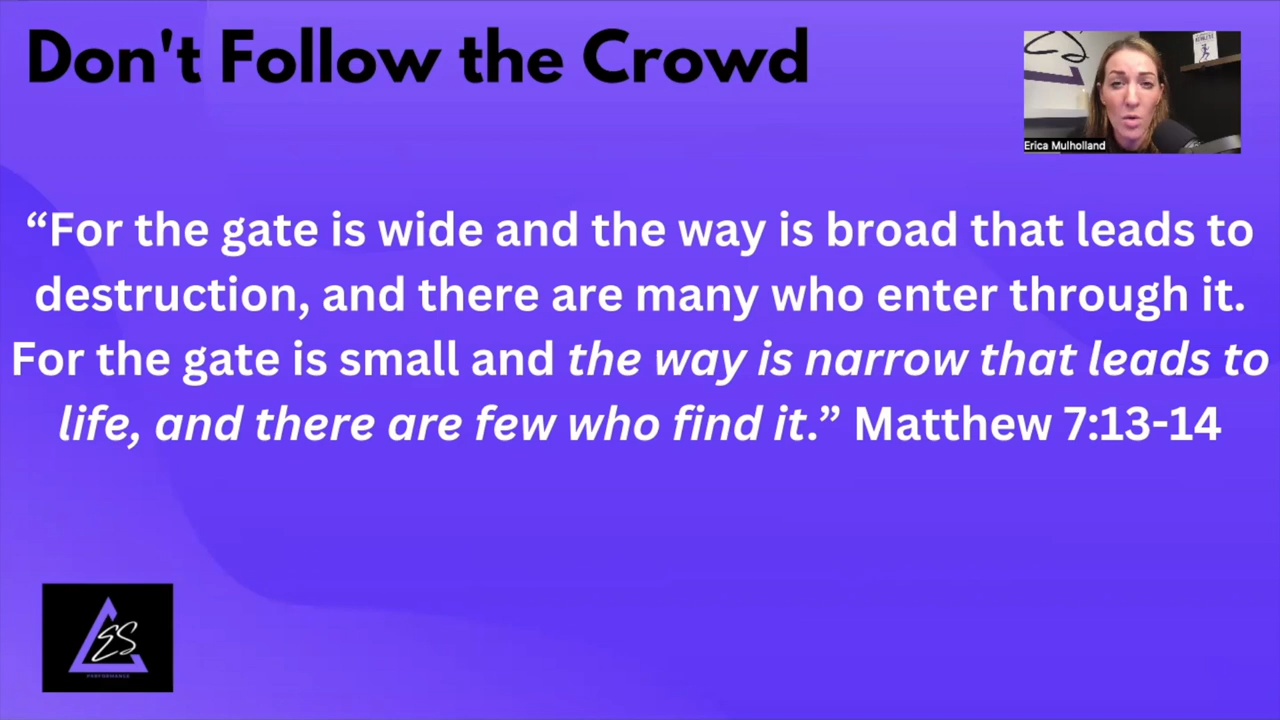 Don't Follow the Crowd
Erica Mulholland
“For the gate is wide and the way is broad that leads to
destruction, and there are many who enter through it.
For the gate is small and the way is narrow that leads to
life, and there are few who find it.” Matthew 7:13-14
ES
PERFORMANCE